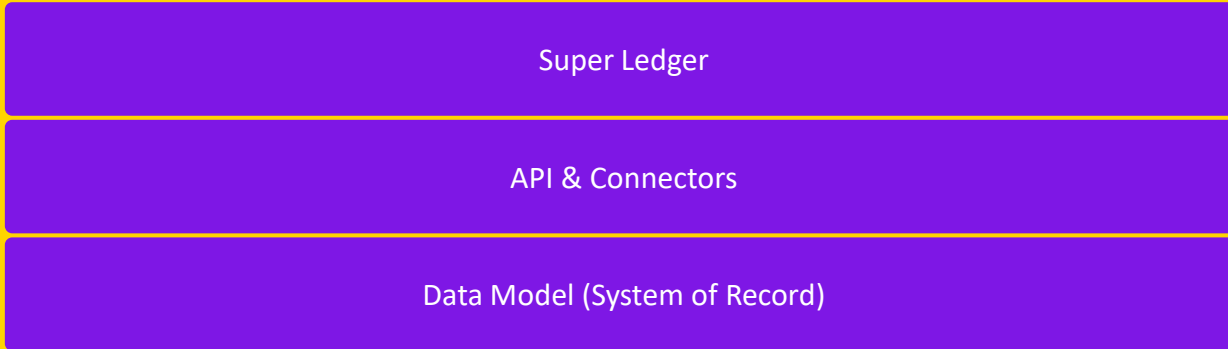 Super Ledger
API & Connectors
Data Model (System of Record)